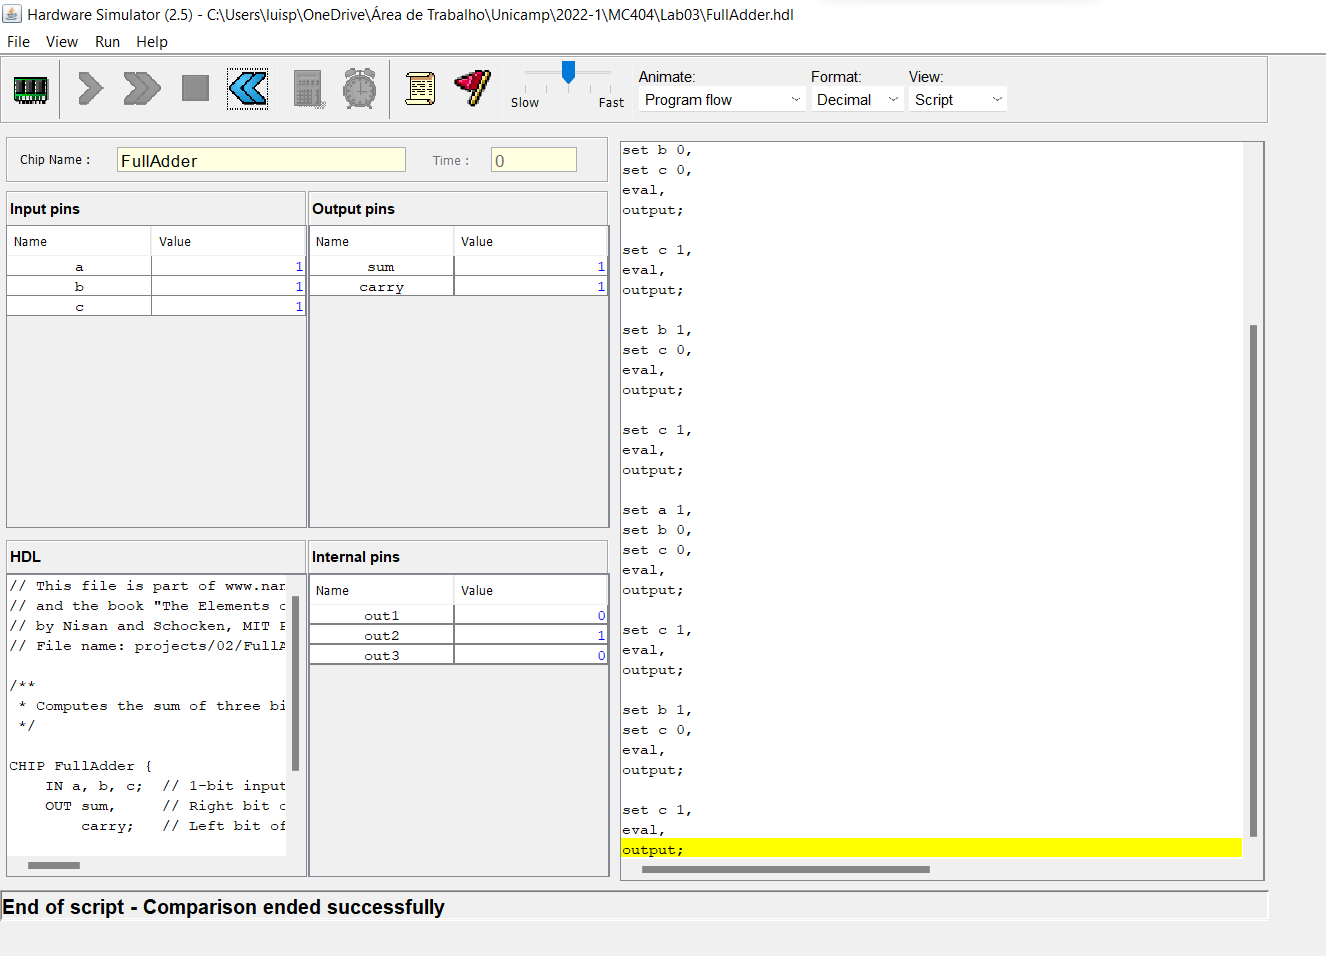 Hardware Simulator (2.5) - C:\Users\luisp\OneDrive\Área de Trabalho\Unicamp\2022-1\MC404\Lab03\FullAdder.hdl
File View Run Help
Slow Fast
Animate: Format: View:
Program flow Decimal Script
Chip Name : FullAdder Time : 0
Input pins
Name Value
a 1
b 1
c 1
Output pins
Name Value
sum 1
carry 1
HDL
// This file is part of www.nan
// and the book "The Elements o
// by Nisan and Schocken, MIT P
// File name: projects/02/FullA
/**
* Computes the sum of three bi
*/
CHIP FullAdder {
IN a, b, c; // 1-bit input
OUT sum, // Right bit o
carry; // Left bit of
Internal pins
Name Value
out1 0
out2 1
out3 0
set b 0,
set c 0,
eval,
output;
set c 1,
eval,
output;
set b 1,
set c 0,
eval,
output;
set c 1,
eval,
output;
set a 1,
set b 0,
set c 0,
eval,
output;
set c 1,
eval,
output;
set b 1,
set c 0,
eval,
output;
set c 1,
eval,
output;
End of script - Comparison ended successfully